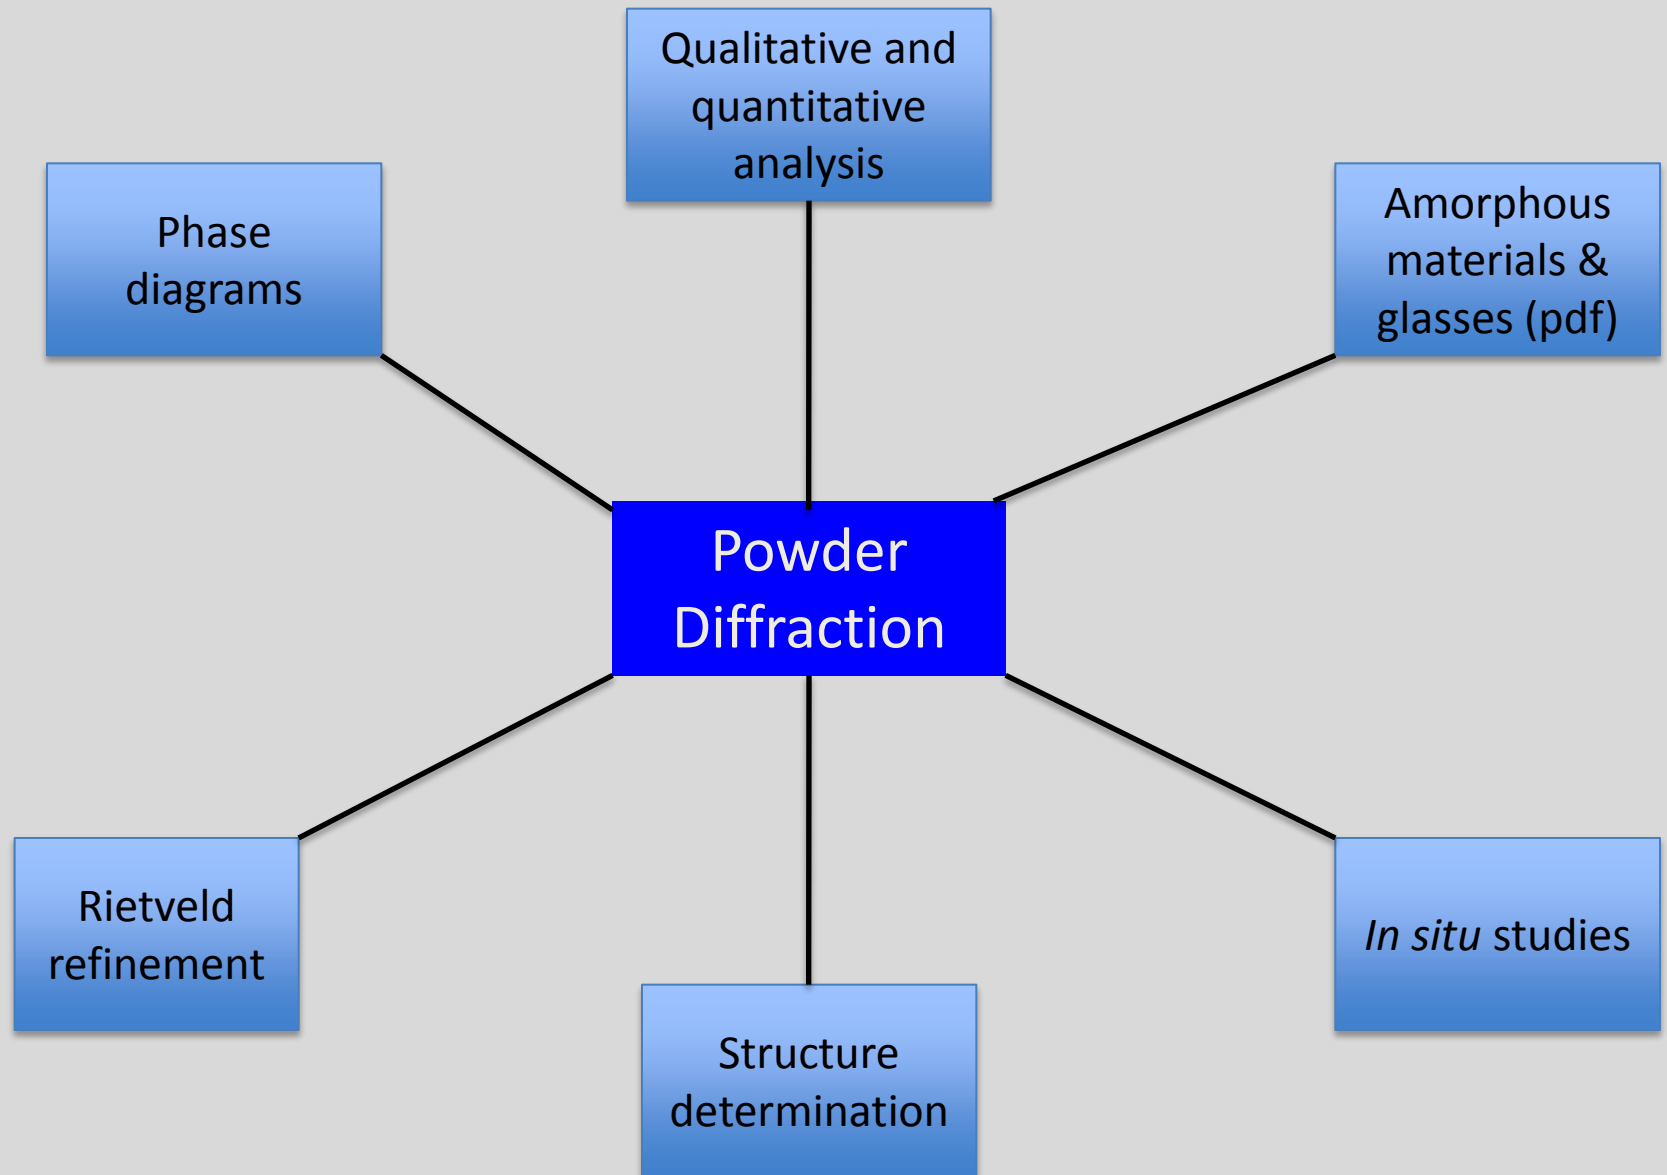 Qualitative and
quantitative
analysis
Phase
diagrams
Amorphous
materials &
glasses (pdf)
Powder
Diffraction
Rietveld
refinement
In situ studies
Structure
determination